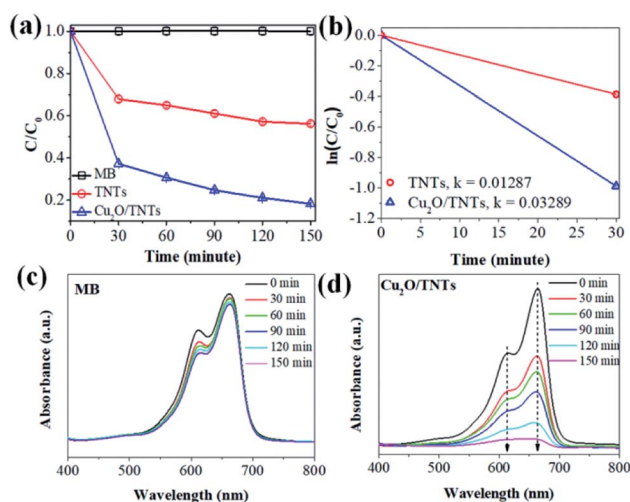 (a)
1.0
0.8
0.6
0.4
0.2
C/C₀
MB
TNTs
Cu₂O/TNTs
0 30 60 90 120 150
Time (minute)
(b)
0.0
-0.2
-0.4
-0.6
-0.8
-1.0
-1.2
ln(C/C₀)
TNTs, k = 0.01287
Cu₂O/TNTs, k = 0.03289
0 5 10 15 20 25 30
Time (minute)
(c)
MB
0 min
30 min
60 min
90 min
120 min
150 min
Absorbance (a.u.)
400 500 600 700 800
Wavelength (nm)
(d)
Cu₂O/TNTs
0 min
30 min
60 min
90 min
120 min
150 min
Absorbance (a.u.)
400 500 600 700 800
Wavelength (nm)